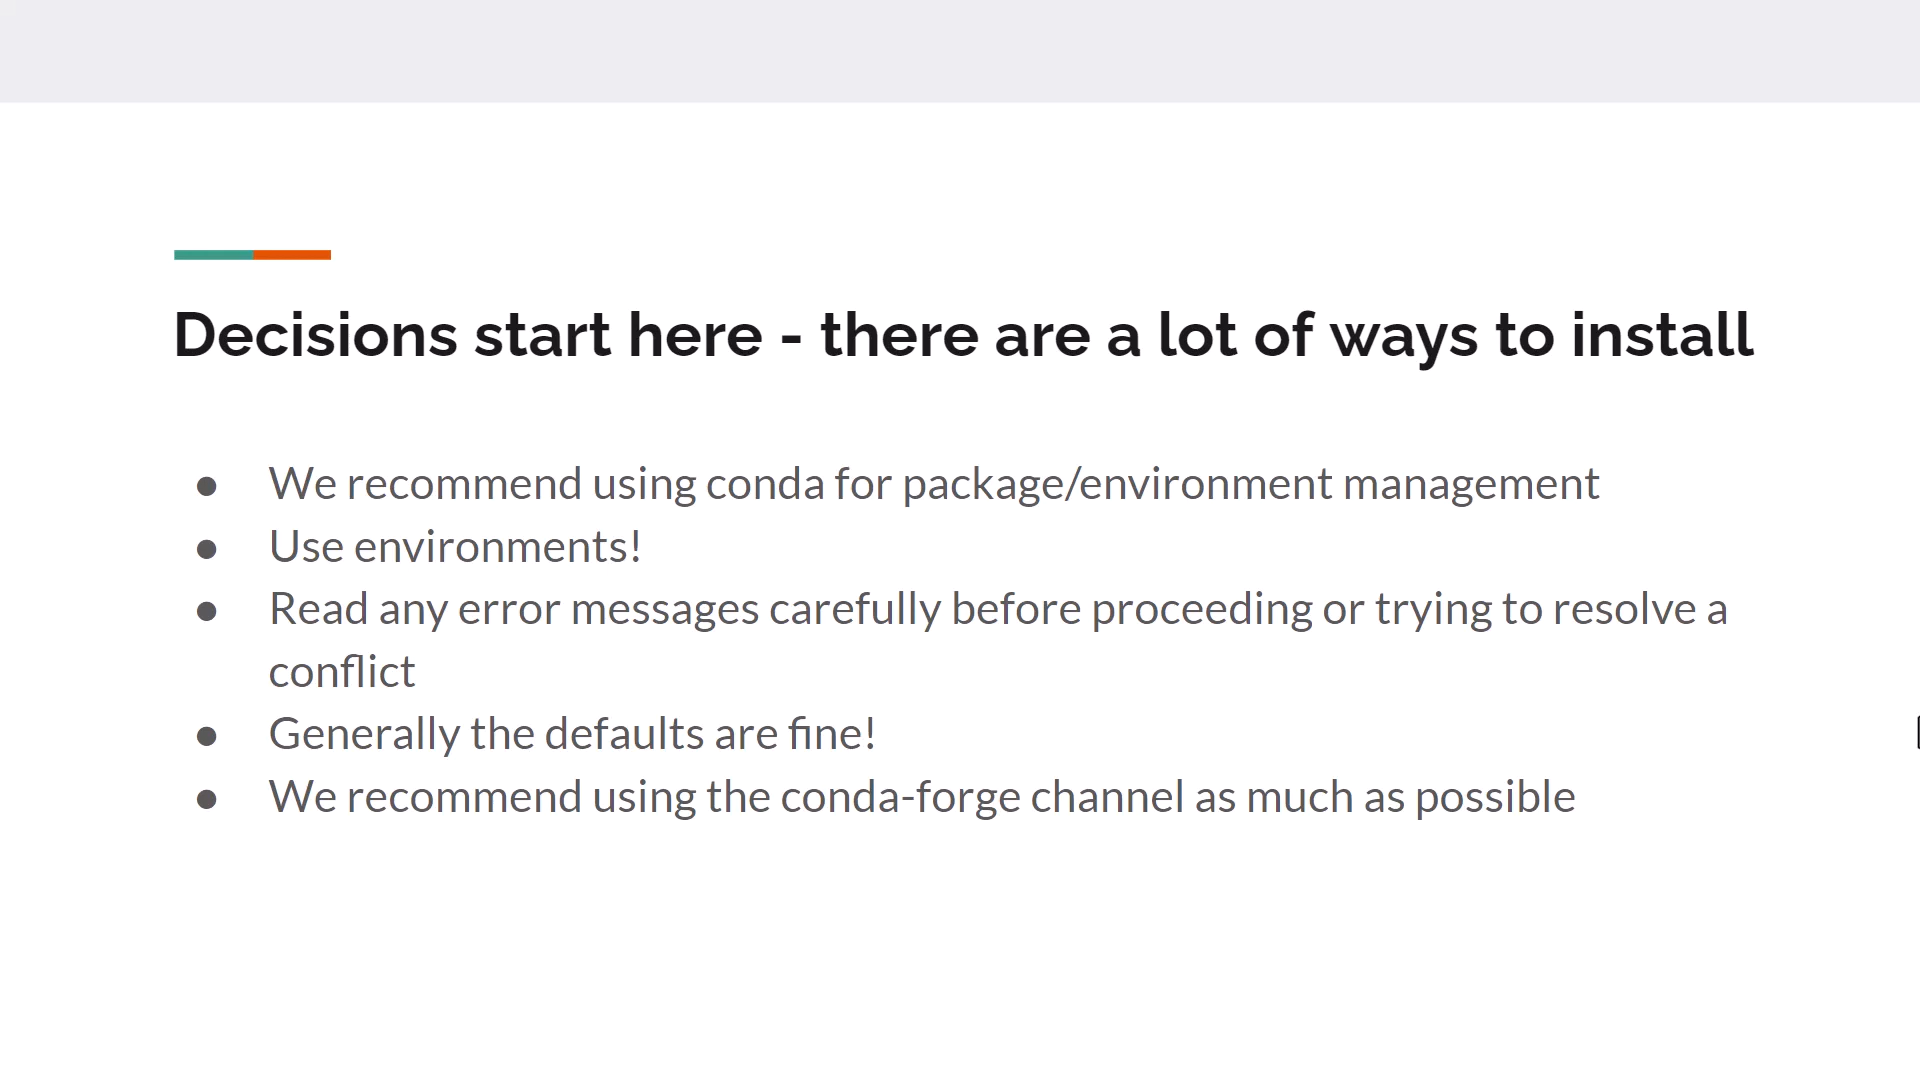 Decisions start here - there are a lot of ways to install
● We recommend using conda for package/environment management
● Use environments!
● Read any error messages carefully before proceeding or trying to resolve a
conflict
● Generally the defaults are fine!
● We recommend using the conda-forge channel as much as possible